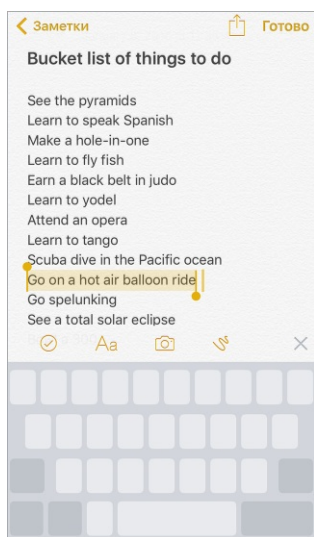 Заметки
Готово
Bucket list of things to do
See the pyramids
Learn to speak Spanish
Make a hole-in-one
Learn to fly fish
Earn a black belt in judo
Learn to yodel
Attend an opera
Learn to tango
Scuba dive in the Pacific ocean
Go on a hot air balloon ride
Go spelunking
See a total solar eclipse
Aa